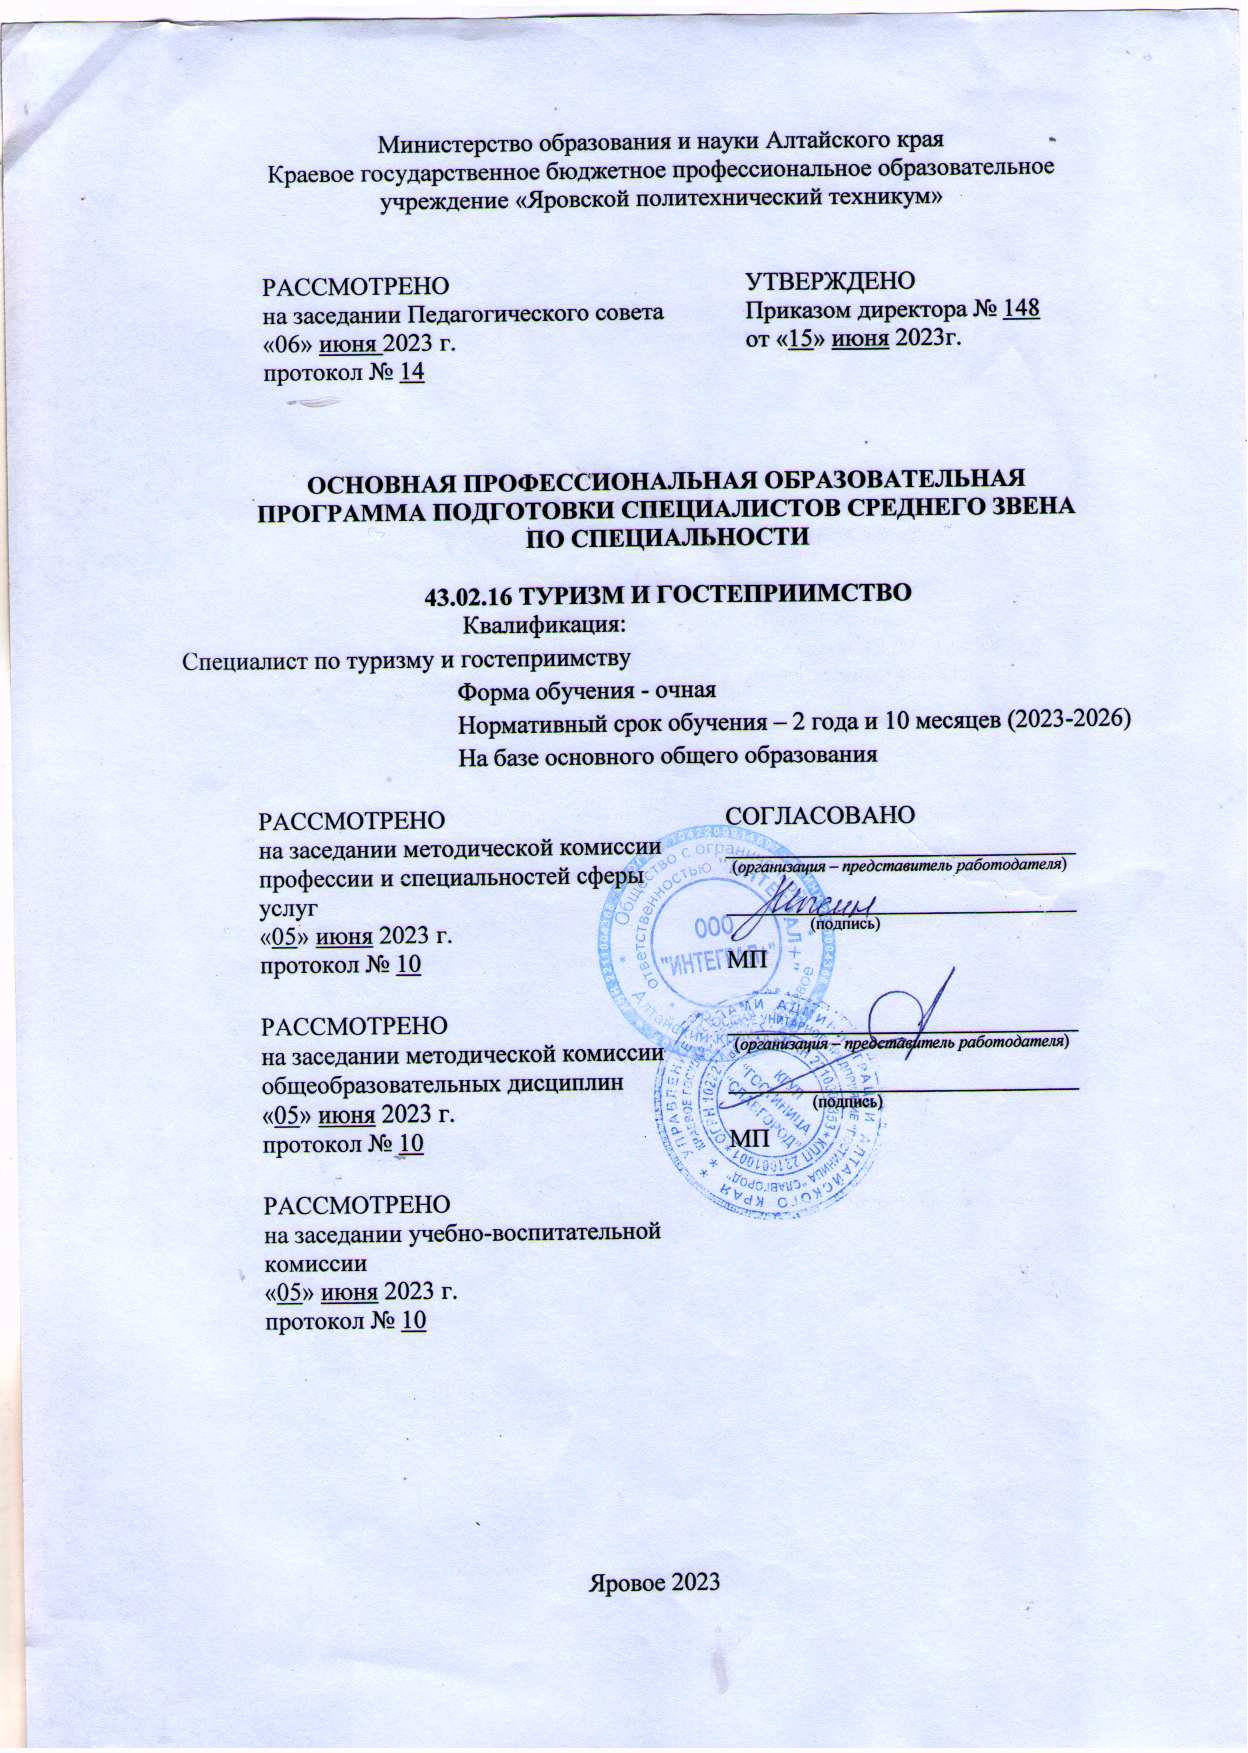 Министерство образования и науки Алтайского края
Краевое государственное бюджетное профессиональное образовательное
учреждение «Яровской политехнический техникум»
РАССМОТРЕНО
на заседании Педагогического совета
«06» июня 2023 г.
протокол № 14
УТВЕРЖДЕНО
Приказом директора № 148
от «15» июня 2023г.
ОСНОВНАЯ ПРОФЕССИОНАЛЬНАЯ ОБРАЗОВАТЕЛЬНАЯ
ПРОГРАММА ПОДГОТОВКИ СПЕЦИАЛИСТОВ СРЕДНЕГО ЗВЕНА
ПО СПЕЦИАЛЬНОСТИ
43.02.16 ТУРИЗМ И ГОСТЕПРИИМСТВО
Квалификация:
Специалист по туризму и гостеприимству
Форма обучения - очная
Нормативный срок обучения – 2 года и 10 месяцев (2023-2026)
На базе основного общего образования
РАССМОТРЕНО
на заседании методической комиссии
профессии и специальностей сферы
услуг
«05» июня 2023 г.
протокол № 10
РАССМОТРЕНО
на заседании методической комиссии
общеобразовательных дисциплин
«05» июня 2023 г.
протокол № 10
РАССМОТРЕНО
на заседании учебно-воспитательной
комиссии
«05» июня 2023 г.
протокол № 10
СОГЛАСОВАНО
(организация – представитель работодателя)
(подпись)
МП
(организация – представитель работодателя)
(подпись)
МП
ООО
"ИНТЕГРАЛ+"
КГУП
"ГОСТИНИЦА
"СЛАВГОРОД"
Яровое 2023